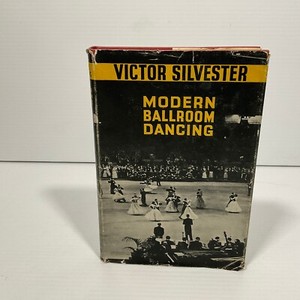 VICTOR SILVESTER
MODERN
BALLROOM
DANCING